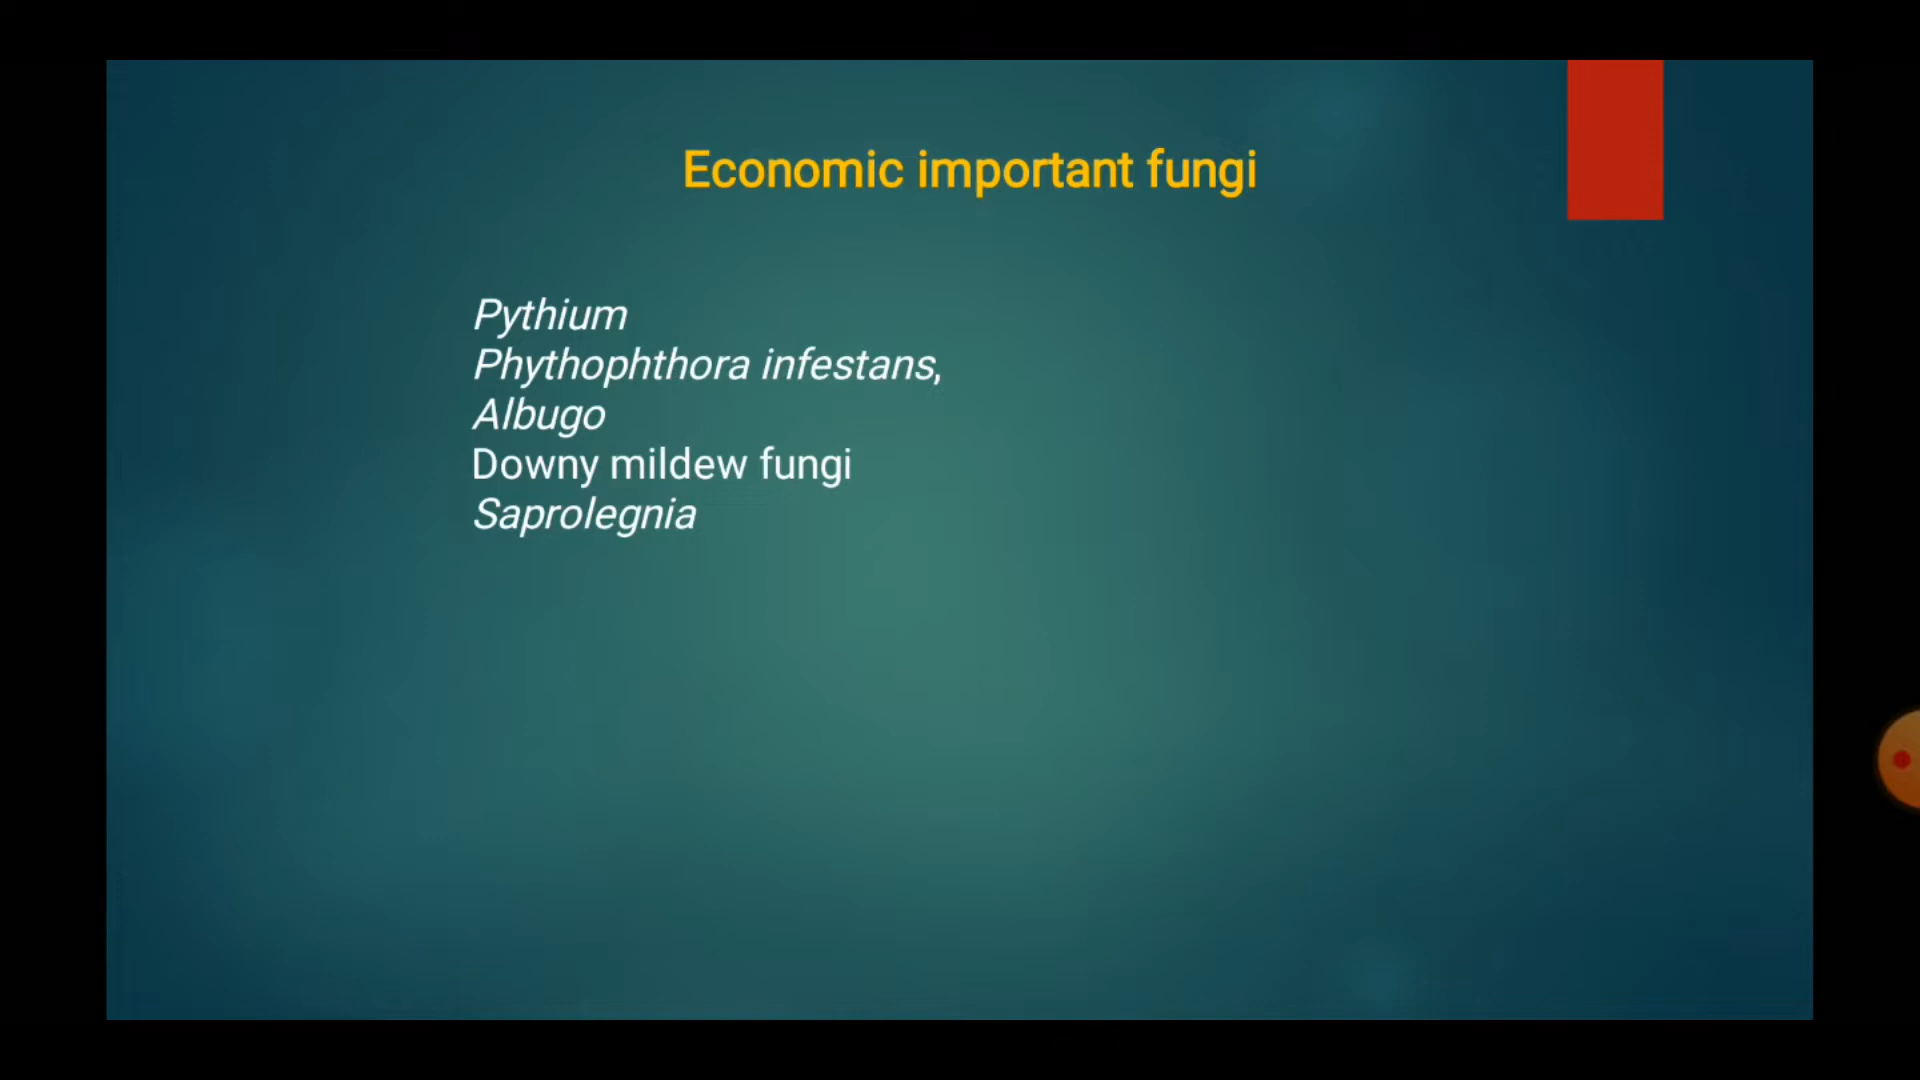 Economic important fungi
Pythium
Phythophthora infestans,
Albugo
Downy mildew fungi
Saprolegnia